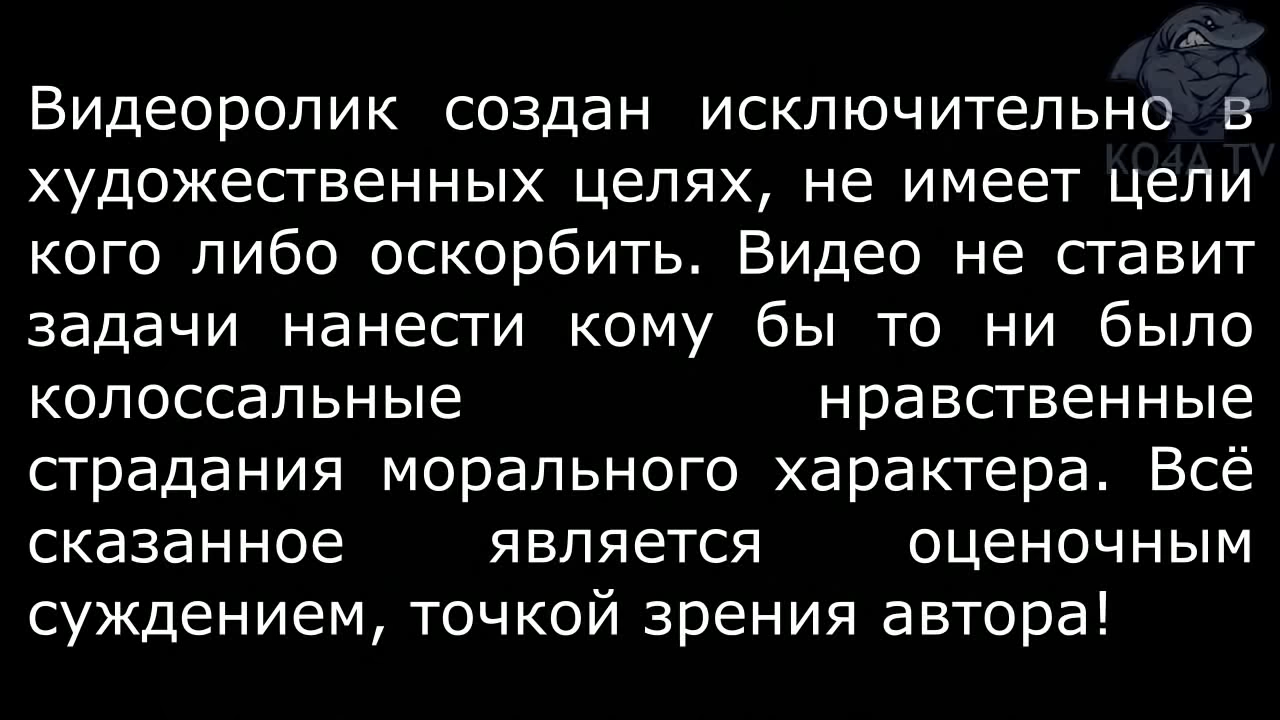 Видеоролик создан исключительно в
художественных целях, не имеет цели
кого либо оскорбить. Видео не ставит
задачи нанести кому бы то ни было
колоссальные нравственные
страдания морального характера. Всё
сказанное является оценочным
суждением, точкой зрения автора!
KO4A TV